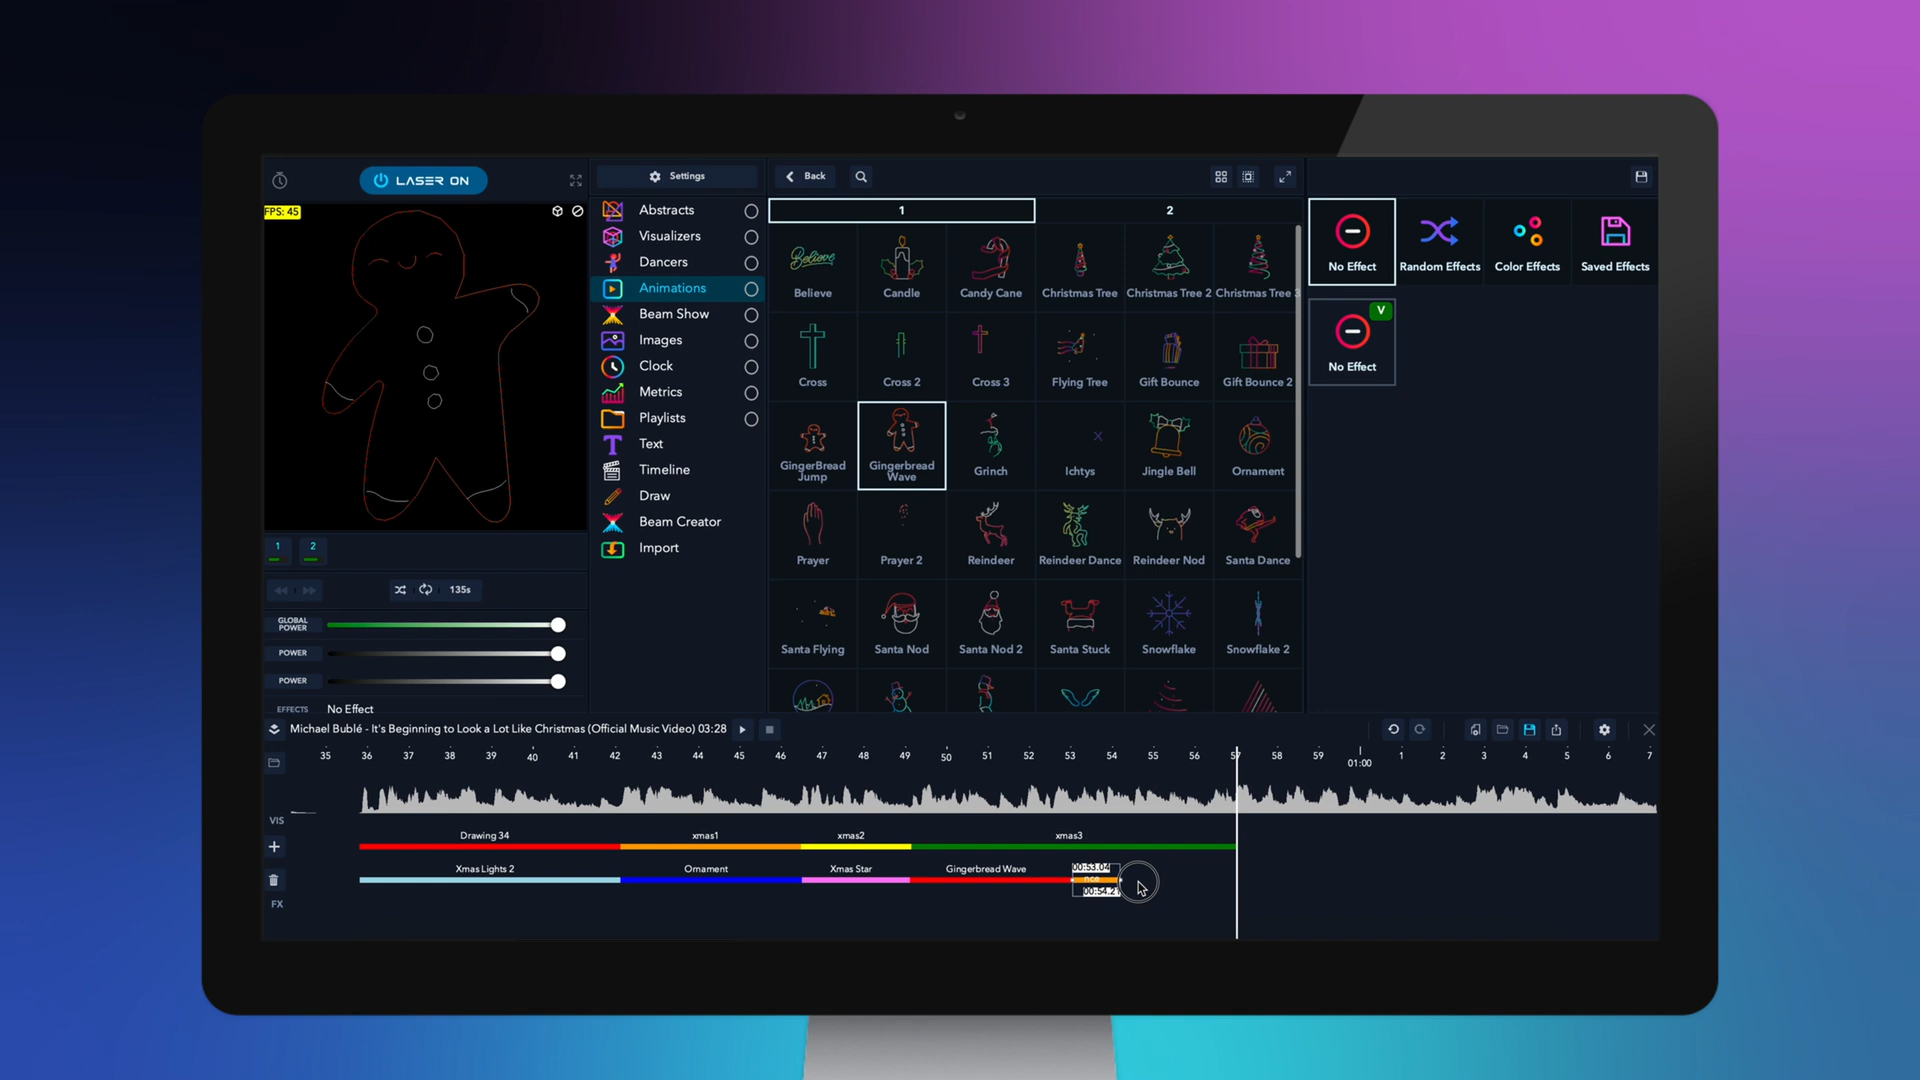 LASER ON
FPS: 45
1
2
135s
GLOBAL POWER
POWER
POWER
EFFECTS No Effect
Settings
Abstracts
Visualizers
Dancers
Animations
Beam Show
Images
Clock
Metrics
Playlists
Text
Timeline
Draw
Beam Creator
Import
Back
1 2
Believe
Believe Candle Candy Cane Christmas Tree Christmas Tree 2 Christmas Tree 3
Cross Cross 2 Cross 3 Flying Tree Gift Bounce Gift Bounce 2
GingerBread Jump Gingerbread Wave Grinch Ichtys Jingle Bell Ornament
Prayer Prayer 2 Reindeer Reindeer Dance Reindeer Nod Santa Dance
Santa Flying Santa Nod Santa Nod 2 Santa Stuck Snowflake Snowflake 2
No Effect Random Effects Color Effects Saved Effects
V
No Effect
Michael Bublé - It's Beginning to Look a Lot Like Christmas (Official Music Video) 03:28
35 36 37 38 39 40 41 42 43 44 45 46 47 48 49 50 51 52 53 54 55 56 57 58 59 01:00 1 2 3 4 5 6 7
VIS
Drawing 34 xmas1 xmas2 xmas3
Xmas Lights 2 Ornament Xmas Star Gingerbread Wave 00:53.04
nce
00:54.2
FX